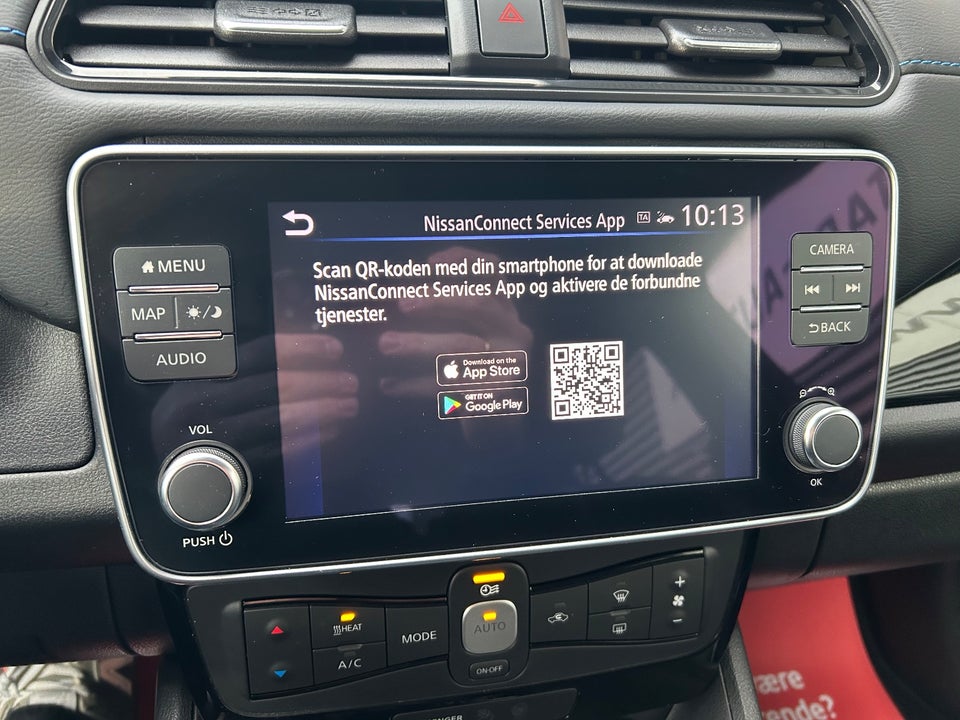 NissanConnect Services App TA 10:13
Scan QR-koden med din smartphone for at downloade
NissanConnect Services App og aktivere de forbundne
tjenester.
Download on the
App Store
GET IT ON
Google Play
MENU
MAP
AUDIO
VOL
PUSH
CAMERA
BACK
OK
HEAT
A/C
MODE
AUTO
ON·OFF